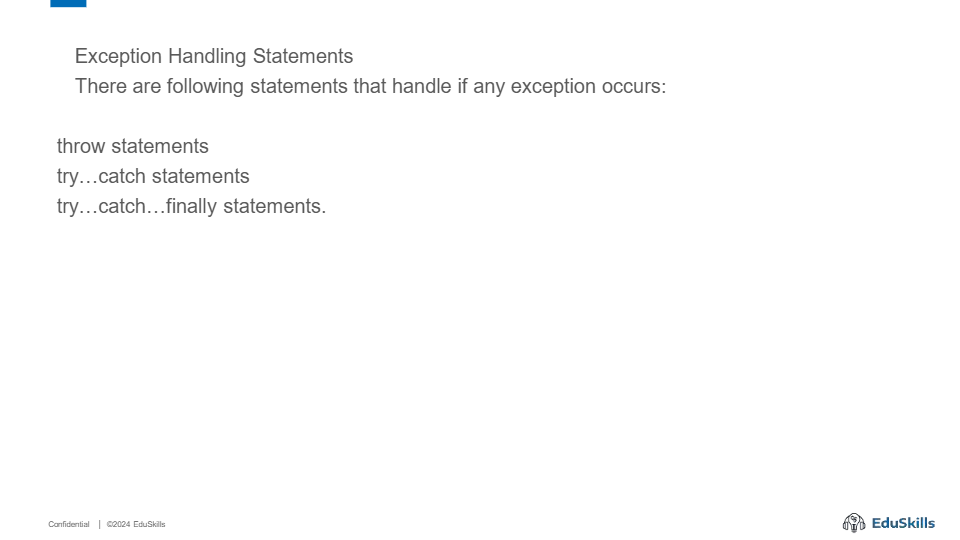 Exception Handling Statements
There are following statements that handle if any exception occurs:
throw statements
try…catch statements
try…catch…finally statements.
Confidential | ©2024 EduSkills
EduSkills